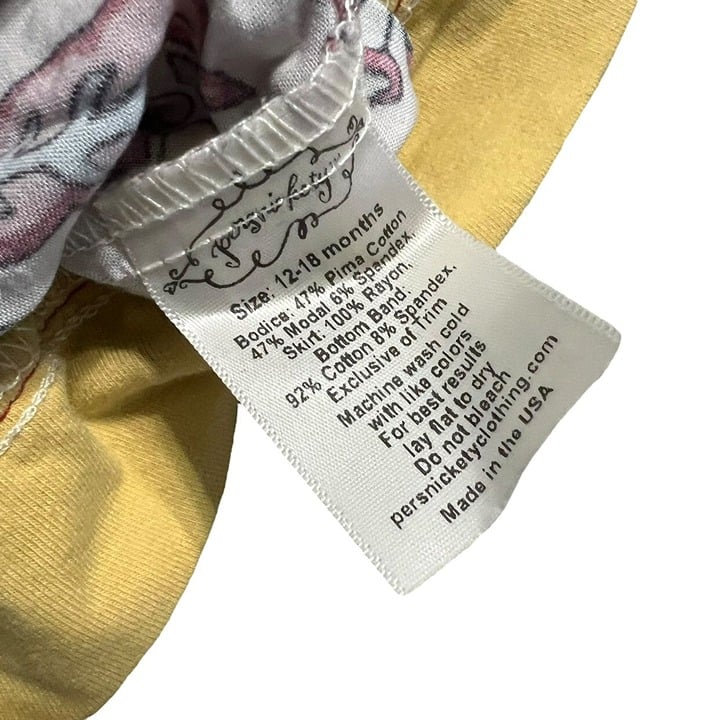 persnickety
Size: 12-18 months
Bodice: 47% Pima Cotton
47% Modal 6% Spandex.
Skirt: 100% Rayon.
Bottom Band:
92% Cotton 8% Spandex.
Exclusive of Trim
Machine wash cold
with like colors
For best results
lay flat to dry
Do not bleach
persnicketyclothing.com
Made in the USA